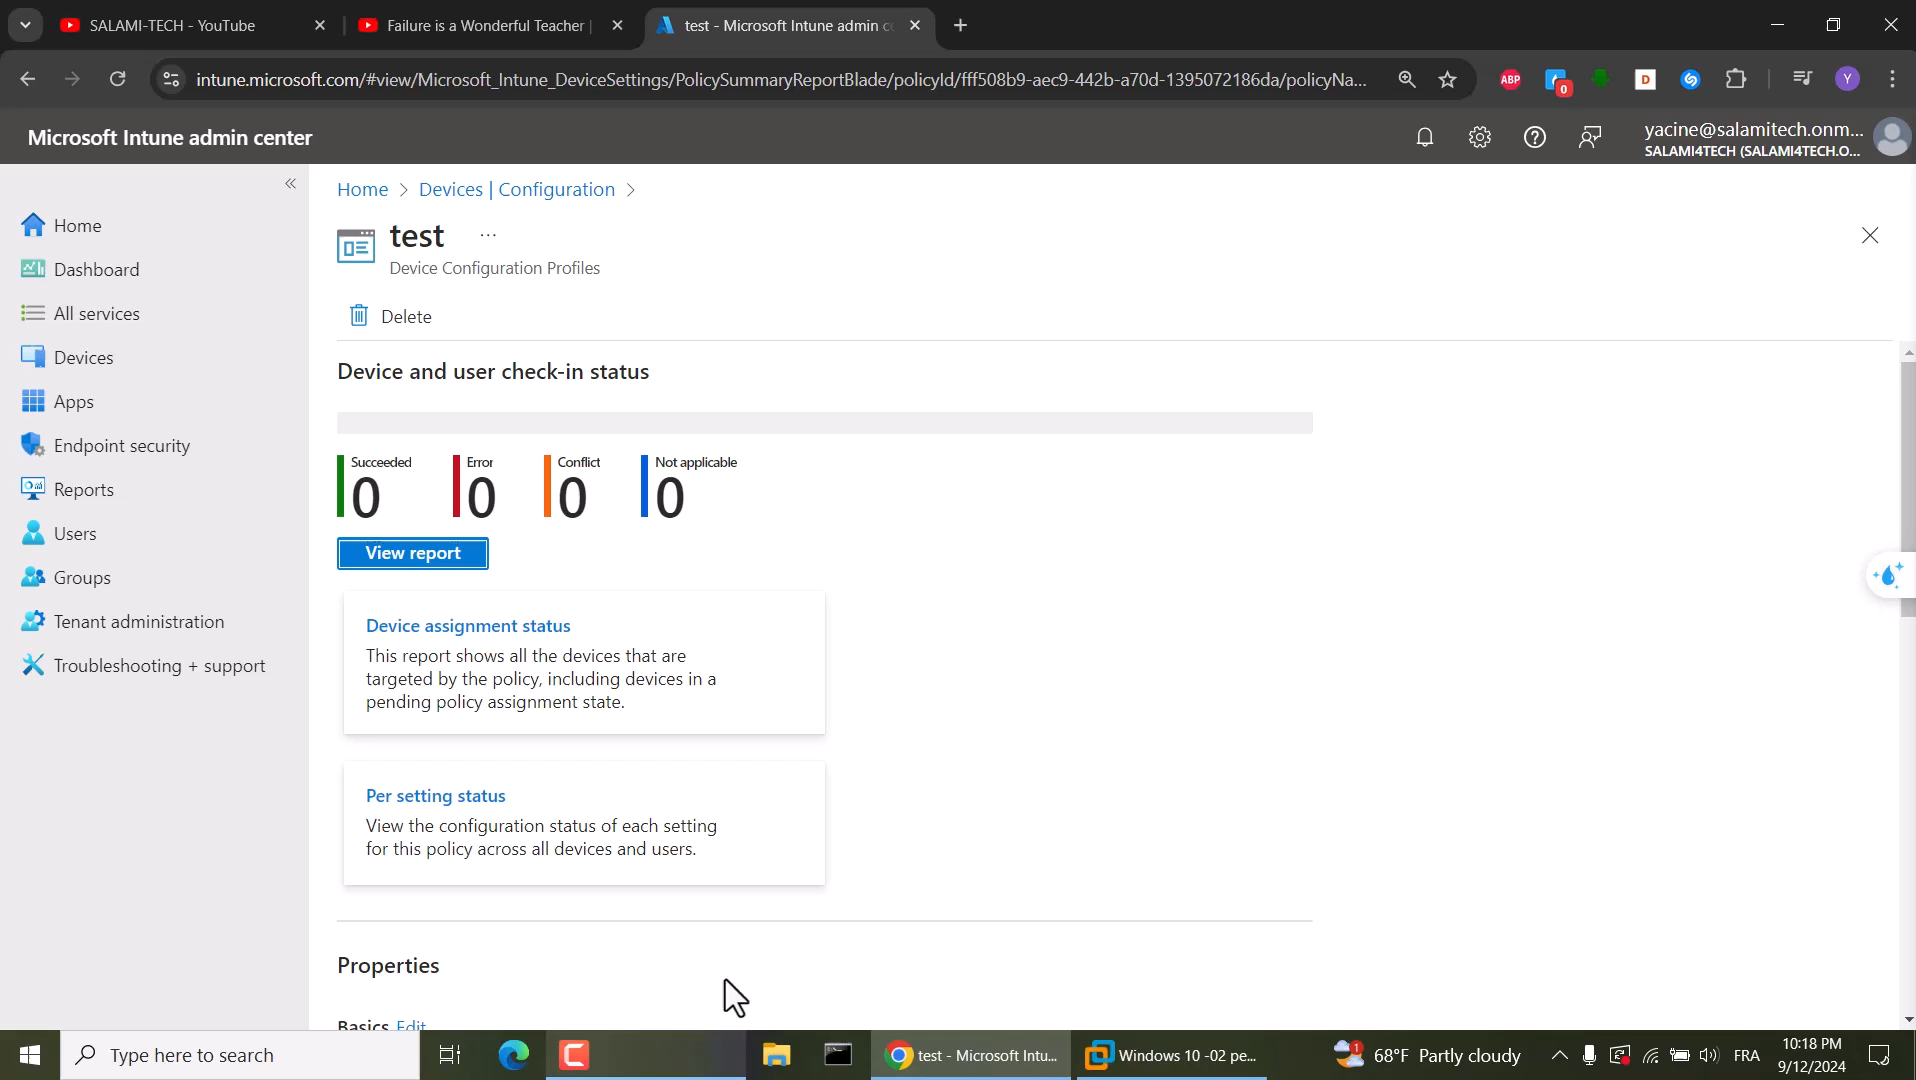 SALAMI-TECH - YouTube
Failure is a Wonderful Teacher |
test - Microsoft Intune admin ce
intune.microsoft.com/#view/Microsoft_Intune_DeviceSettings/PolicySummaryReportBlade/policyId/fff508b9-aec9-442b-a70d-1395072186da/policyNa...
ABP
0
D
Y
Microsoft Intune admin center
yacine@salamitech.onm...
SALAMI4TECH (SALAMI4TECH.O...
Home
Dashboard
All services
Devices
Apps
Endpoint security
Reports
Users
Groups
Tenant administration
Troubleshooting + support
Home > Devices | Configuration >
test ...
Device Configuration Profiles
Delete
Device and user check-in status
Succeeded
0
Error
0
Conflict
0
Not applicable
0
View report
Device assignment status
This report shows all the devices that are
targeted by the policy, including devices in a
pending policy assignment state.
Per setting status
View the configuration status of each setting
for this policy across all devices and users.
Properties
Basics Edit
Type here to search
test - Microsoft Intu...
Windows 10 -02 pe...
1
68°F Partly cloudy
FRA
10:18 PM
9/12/2024